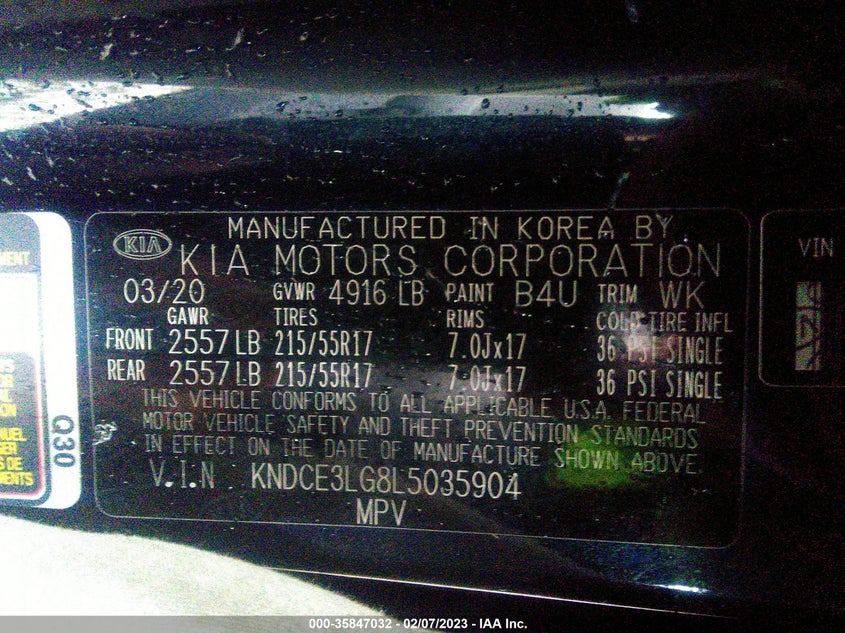 MANUFACTURED IN KOREA BY
KIA KIA MOTORS CORPORATION
03/20 GVWR 4916 LB PAINT B4U TRIM WK
GAWR TIRES RIMS COLD TIRE INFL
FRONT 2557 LB 215/55R17 7.0Jx17 36 PSI SINGLE
REAR 2557 LB 215/55R17 7.0Jx17 36 PSI SINGLE
THIS VEHICLE CONFORMS TO ALL APPLICABLE U.S.A. FEDERAL
MOTOR VEHICLE SAFETY AND THEFT PREVENTION STANDARDS
IN EFFECT ON THE DATE OF MANUFACTURE SHOWN ABOVE.
V.I.N KNDCE3LG8L5035904
MPV
Q30
VIN
000-35847032 - 02/07/2023 - IAA Inc.